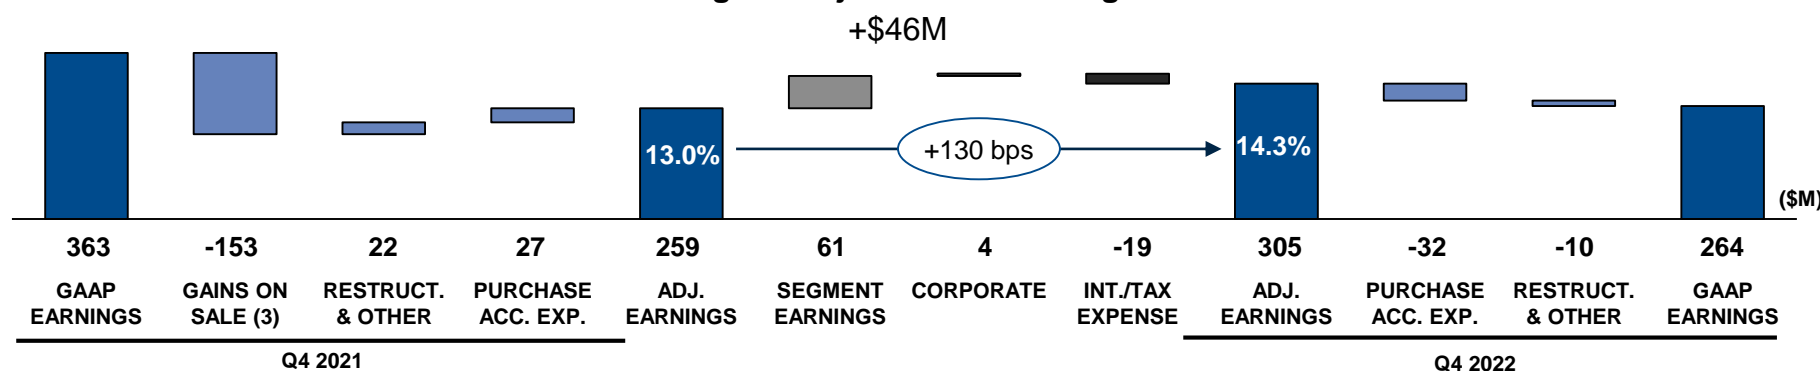 +$46M
13.0%
+130 bps
14.3%
($M)
363 -153 22 27 259 61 4 -19 305 -32 -10 264
GAAP GAINS ON RESTRUCT. PURCHASE ADJ. SEGMENT CORPORATE INT./TAX ADJ. PURCHASE RESTRUCT. GAAP
EARNINGS SALE (3) & OTHER ACC. EXP. EARNINGS EARNINGS EXPENSE EARNINGS ACC. EXP. & OTHER EARNINGS
Q4 2021 Q4 2022